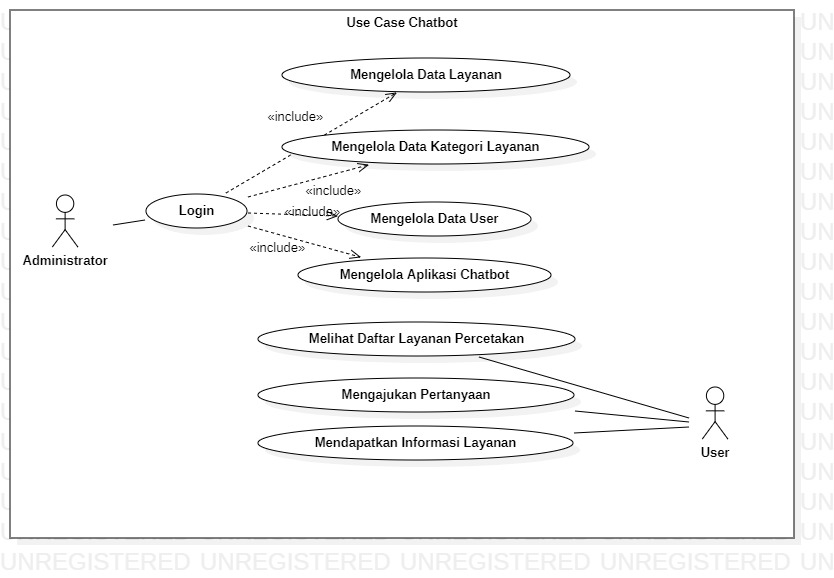 Use Case Chatbot
Mengelola Data Layanan
«include»
Mengelola Data Kategori Layanan
«include»
Login
«include»
Mengelola Data User
«include»
Administrator
Mengelola Aplikasi Chatbot
Melihat Daftar Layanan Percetakan
Mengajukan Pertanyaan
Mendapatkan Informasi Layanan
User
UNREGISTERED UNREGISTERED UNREGISTERED UNREGISTERED